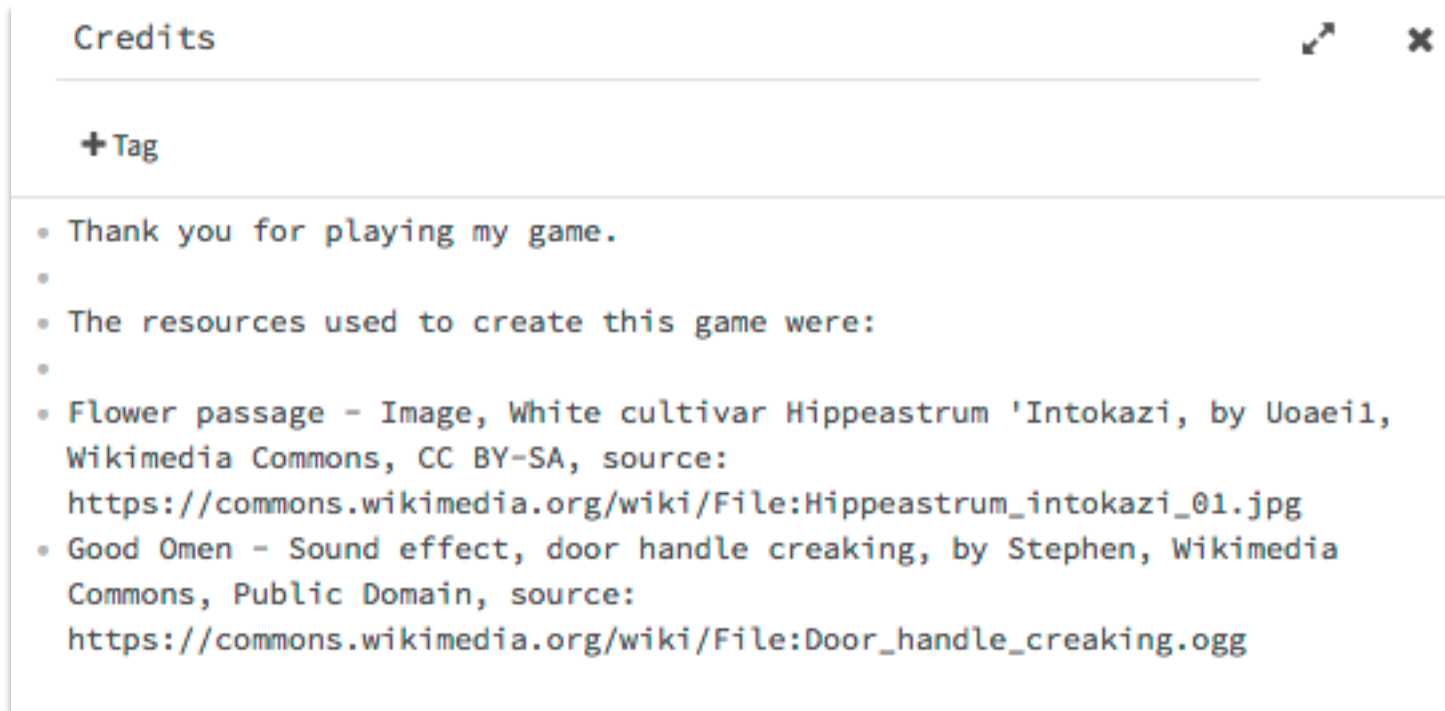 Credits
+ Tag
Thank you for playing my game.
The resources used to create this game were:
Flower passage - Image, White cultivar Hippeastrum 'Intokazi, by Uoaei1,
Wikimedia Commons, CC BY-SA, source:
https://commons.wikimedia.org/wiki/File:Hippeastrum_intokazi_01.jpg
Good Omen - Sound effect, door handle creaking, by Stephen, Wikimedia
Commons, Public Domain, source:
https://commons.wikimedia.org/wiki/File:Door_handle_creaking.ogg